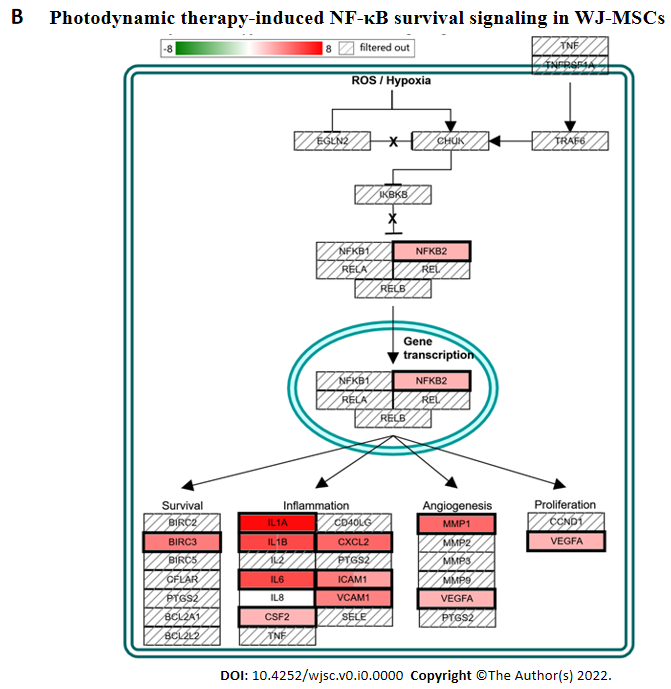 B Photodynamic therapy-induced NF-κB survival signaling in WJ-MSCs
-8 8 filtered out
TNF
TNFRSF1A
ROS / Hypoxia
EGLN2 X CHUK TRAF6
IKBKB
X
NFKB1 NFKB2
RELA REL
RELB
Gene
transcription
NFKB1 NFKB2
RELA REL
RELB
Survival Inflammation Angiogenesis Proliferation
BIRC2 IL1A CD40LG MMP1 CCND1
BIRC3 IL1B CXCL2 MMP2 VEGFA
BIRC5 IL2 PTGS2 MMP3
CFLAR IL6 ICAM1 MMP9
PTGS2 IL8 VCAM1 VEGFA
BCL2A1 CSF2 SELE PTGS2
BCL2L2 TNF
DOI: 10.4252/wjsc.v0.i0.0000 Copyright ©The Author(s) 2022.